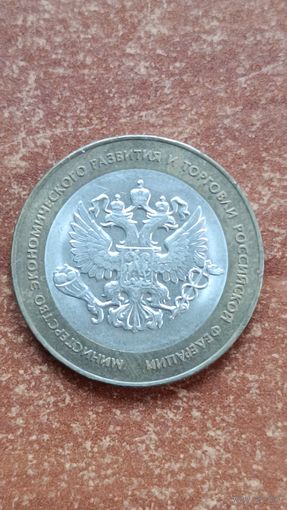 МИНИСТЕРСТВО ЭКОНОМИЧЕСКОГО РАЗВИТИЯ И ТОРГОВЛИ РОССИЙСКОЙ ФЕДЕРАЦИИ